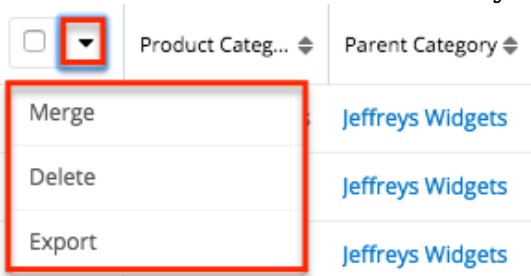 Product Categ... Parent Category
Merge Jeffreys Widgets
Delete Jeffreys Widgets
Export Jeffreys Widgets